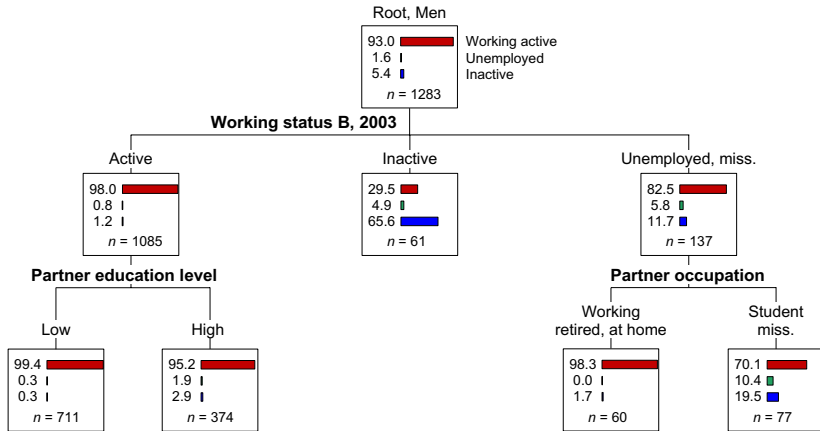 Root, Men
93.0 Working active
1.6 Unemployed
5.4 Inactive
n = 1283
Working status B, 2003
Active
98.0
0.8
1.2
n = 1085
Inactive
29.5
4.9
65.6
n = 61
Unemployed, miss.
82.5
5.8
11.7
n = 137
Partner education level
Low
99.4
0.3
0.3
n = 711
High
95.2
1.9
2.9
n = 374
Partner occupation
Working
retired, at home
98.3
0.0
1.7
n = 60
Student
miss.
70.1
10.4
19.5
n = 77